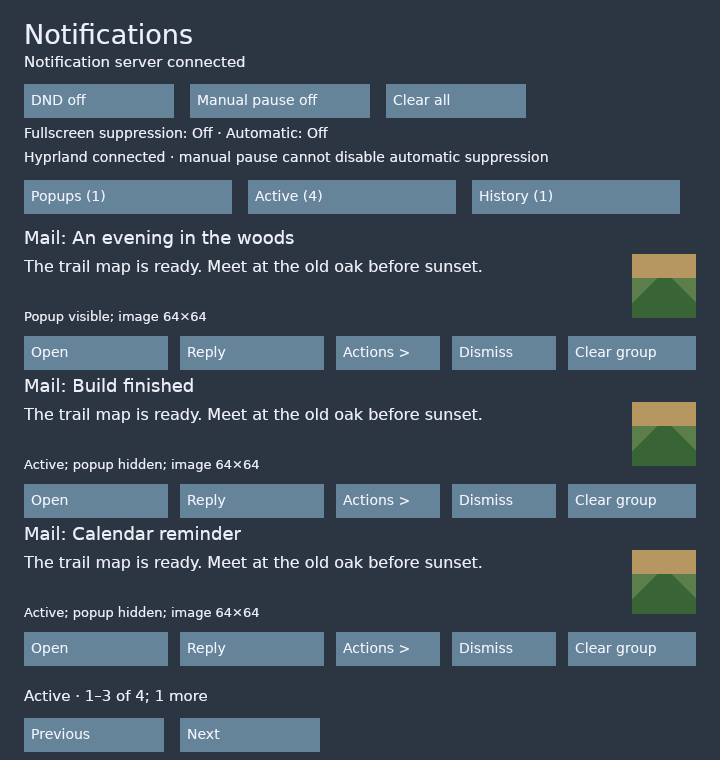 Notifications
Notification server connected
DND off
Manual pause off
Clear all
Fullscreen suppression: Off · Automatic: Off
Hyprland connected · manual pause cannot disable automatic suppression
Popups (1)
Active (4)
History (1)
Mail: An evening in the woods
The trail map is ready. Meet at the old oak before sunset.
Popup visible; image 64×64
Open
Reply
Actions >
Dismiss
Clear group
Mail: Build finished
The trail map is ready. Meet at the old oak before sunset.
Active; popup hidden; image 64×64
Open
Reply
Actions >
Dismiss
Clear group
Mail: Calendar reminder
The trail map is ready. Meet at the old oak before sunset.
Active; popup hidden; image 64×64
Open
Reply
Actions >
Dismiss
Clear group
Active · 1–3 of 4; 1 more
Previous
Next